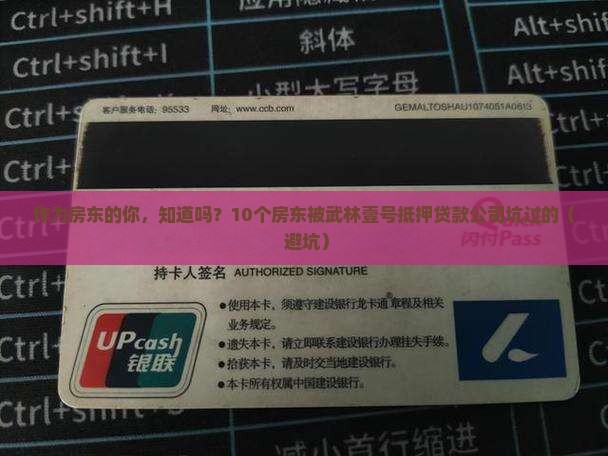 Ctrl+shift+H
应用隐藏
Ctrl+shift+I
斜体
Alt+shi
Ctrl+s
小型大写字母
Alt+shif
客户服务电话：95533 网址：www.ccb.com GEMALTOSHAU1074051A0613
Ctrl+
Ctrl+
作为房东的你，知道吗？10个房东被武林壹号抵押贷款公司坑过的（
避坑）
闪付Pass
持卡人签名 AUTHORIZED SIGNATURE
Ctrl+
●使用本卡，须遵守建设银行龙卡通®章程及相关
业务规定。
●遗失本卡，请立即联系建设银行办理挂失手续。
●拾获本卡，请及时交当地建设银行。
●本卡所有权属中国建设银行。
UPcash
银联
Ctrl+
Ctrl+shift
减小首行缩进